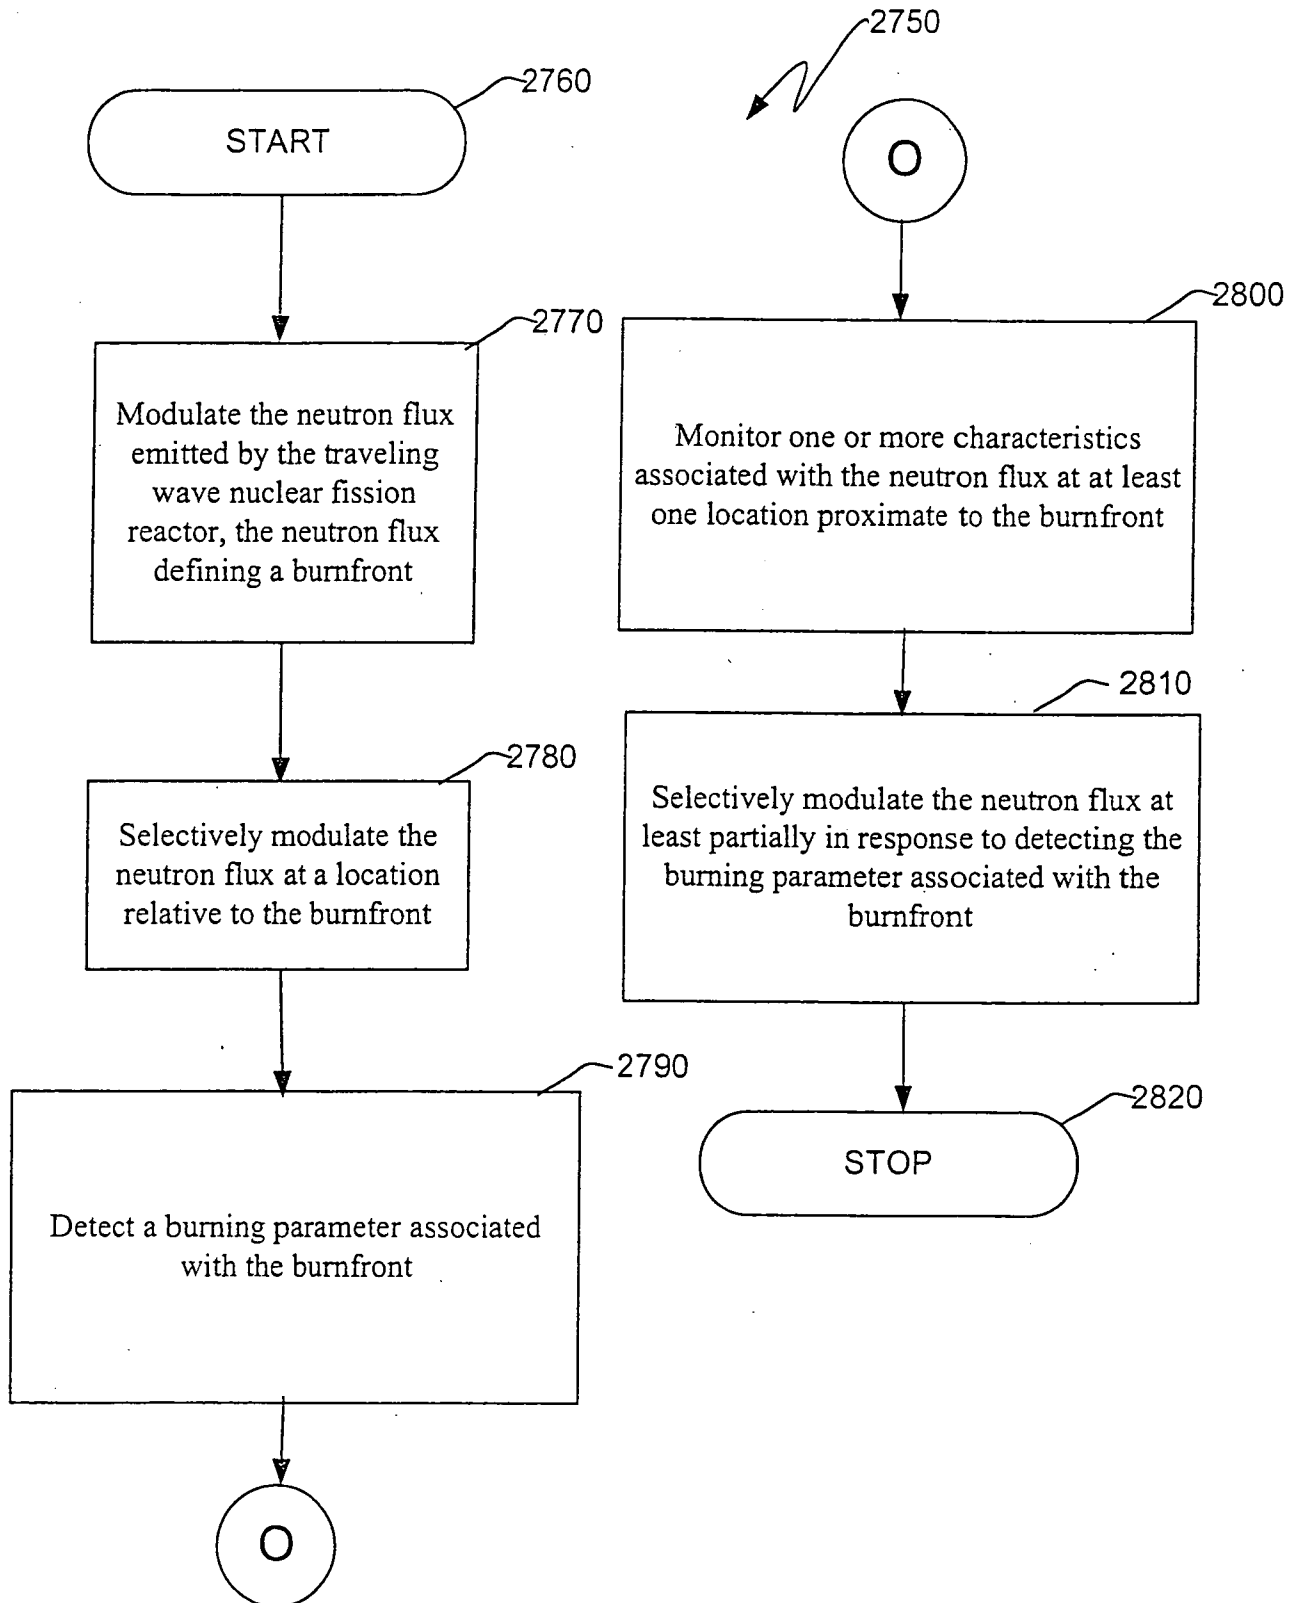 2750
2760
START
2770
Modulate the neutron flux
emitted by the traveling
wave nuclear fission
reactor, the neutron flux
defining a burnfront
2780
Selectively modulate the
neutron flux at a location
relative to the burnfront
2790
Detect a burning parameter associated
with the burnfront
O
O
2800
Monitor one or more characteristics
associated with the neutron flux at at least
one location proximate to the burnfront
2810
Selectively modulate the neutron flux at
least partially in response to detecting the
burning parameter associated with the
burnfront
2820
STOP